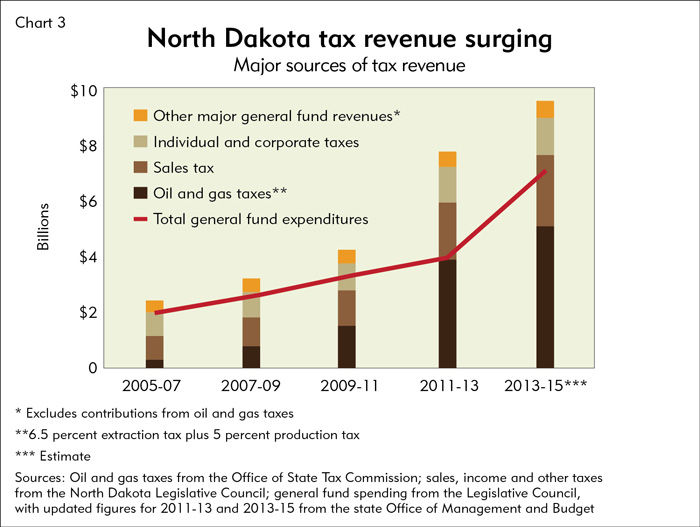 Chart 3
North Dakota tax revenue surging
Major sources of tax revenue
$10
$8
$6
$4
$2
0
Billions
Other major general fund revenues*
Individual and corporate taxes
Sales tax
Oil and gas taxes**
Total general fund expenditures
2005-07 2007-09 2009-11 2011-13 2013-15***
* Excludes contributions from oil and gas taxes
**6.5 percent extraction tax plus 5 percent production tax
*** Estimate
Sources: Oil and gas taxes from the Office of State Tax Commission; sales, income and other taxes
from the North Dakota Legislative Council; general fund spending from the Legislative Council,
with updated figures for 2011-13 and 2013-15 from the state Office of Management and Budget